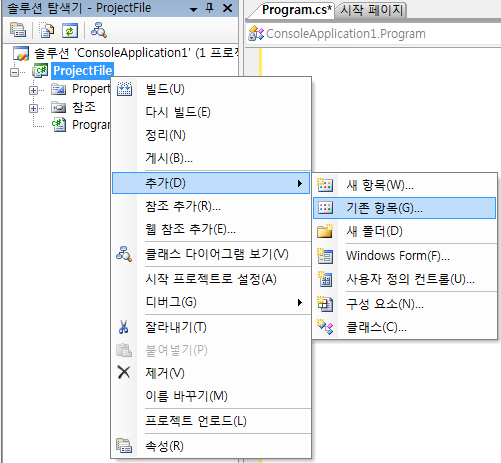 솔루션 탐색기 - ProjectFile
Program.cs*
시작 페이지
ConsoleApplication1.Program
솔루션 'ConsoleApplication1' (1 프로젝
ProjectFile
Propert
참조
Program
빌드(U)
다시 빌드(E)
정리(N)
게시(B)...
추가(D)
참조 추가(R)...
웹 참조 추가(E)...
클래스 다이어그램 보기(V)
시작 프로젝트로 설정(A)
디버그(G)
잘라내기(T)
붙여넣기(P)
제거(V)
이름 바꾸기(M)
프로젝트 언로드(L)
속성(R)
새 항목(W)...
기존 항목(G)...
새 폴더(D)
Windows Form(F)...
사용자 정의 컨트롤(U)...
구성 요소(N)...
클래스(C)...